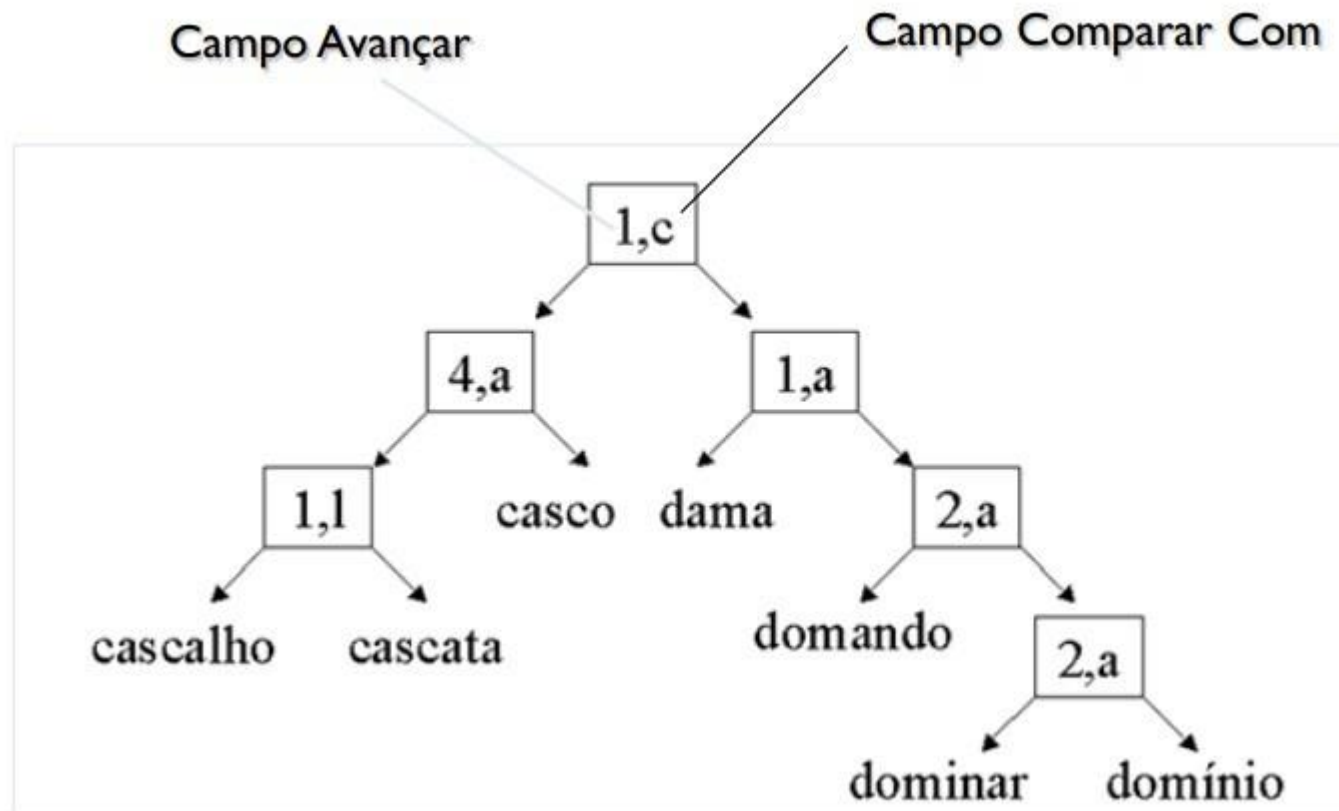 Campo Avançar
Campo Comparar Com
1,c
4,a
1,a
1,l
casco
dama
2,a
cascalho
cascata
domando
2,a
dominar
domínio